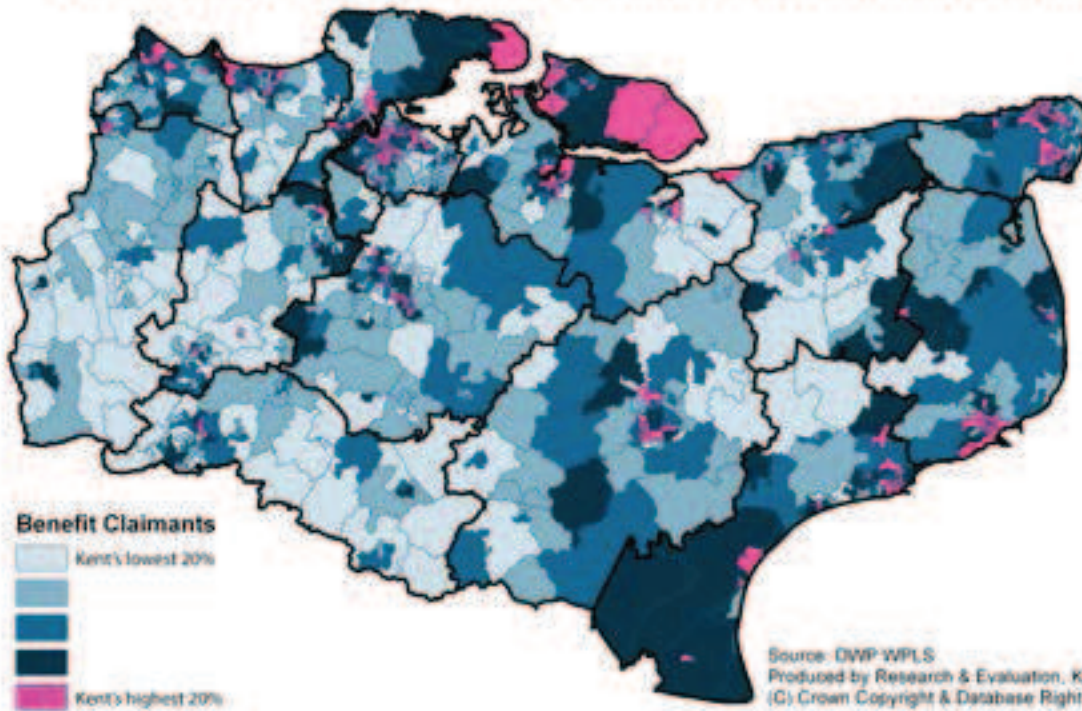 Benefit Claimants
Kent's lowest 20%
Kent's highest 20%
Source: DWP WPLS
Produced by Research & Evaluation, K
(C) Crown Copyright & Database Right